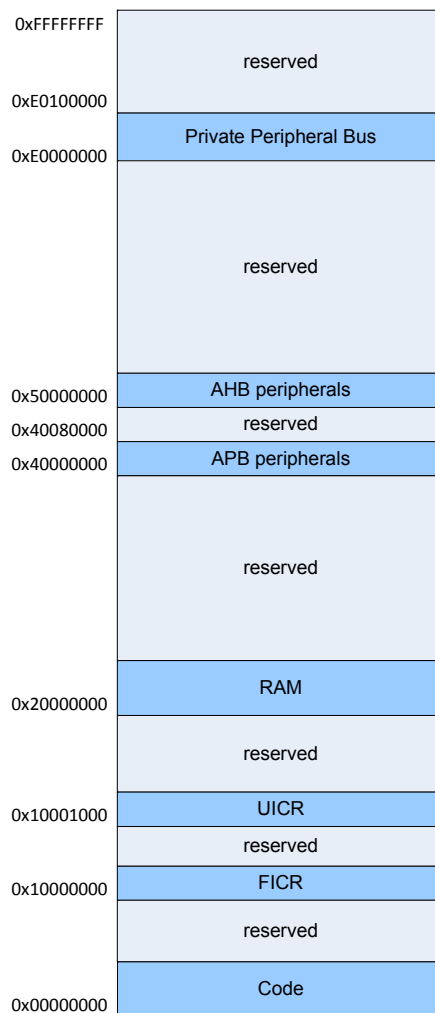 0xFFFFFFFF
reserved
0xE0100000
Private Peripheral Bus
0xE0000000
reserved
AHB peripherals
0x50000000
reserved
0x40080000
APB peripherals
0x40000000
reserved
RAM
0x20000000
reserved
UICR
0x10001000
reserved
FICR
0x10000000
reserved
Code
0x00000000